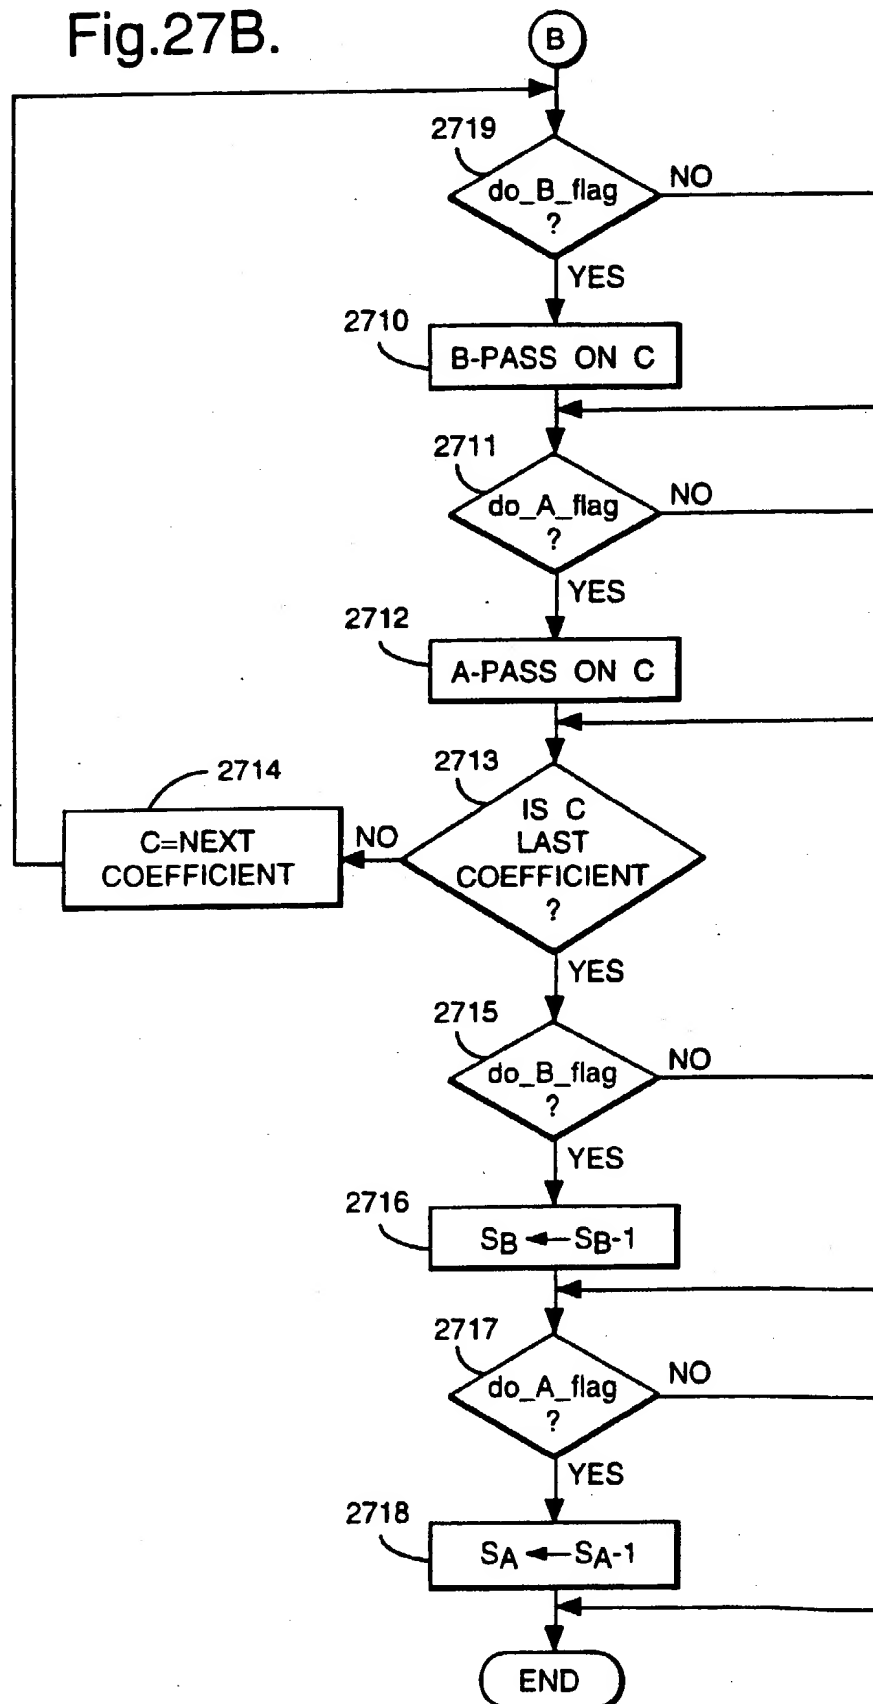 Fig.27B.
B
2719
do_B_flag
?
NO
YES
2710
B-PASS ON C
2711
do_A_flag
?
NO
YES
2712
A-PASS ON C
2713
IS C
LAST
COEFFICIENT
?
NO
2714
C=NEXT
COEFFICIENT
YES
2715
do_B_flag
?
NO
YES
2716
SB ← SB-1
2717
do_A_flag
?
NO
YES
2718
SA ← SA-1
END